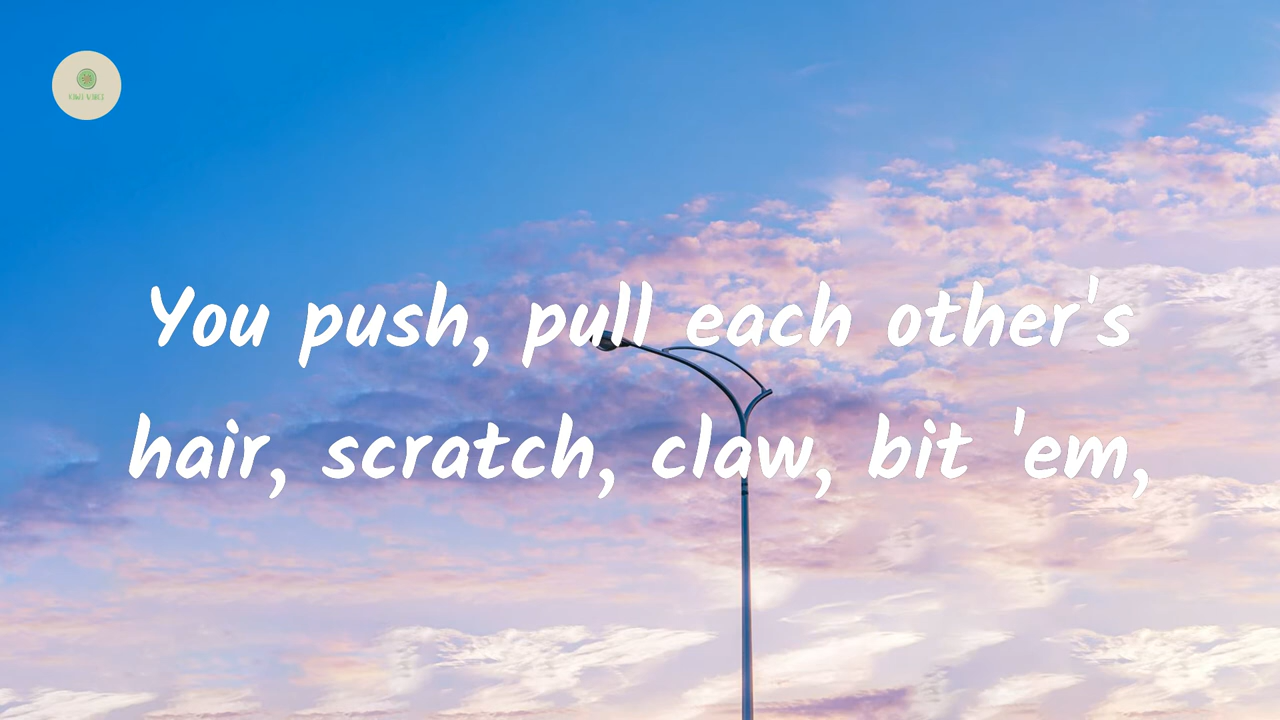 You push, pull each other's
hair, scratch, claw, bit 'em,